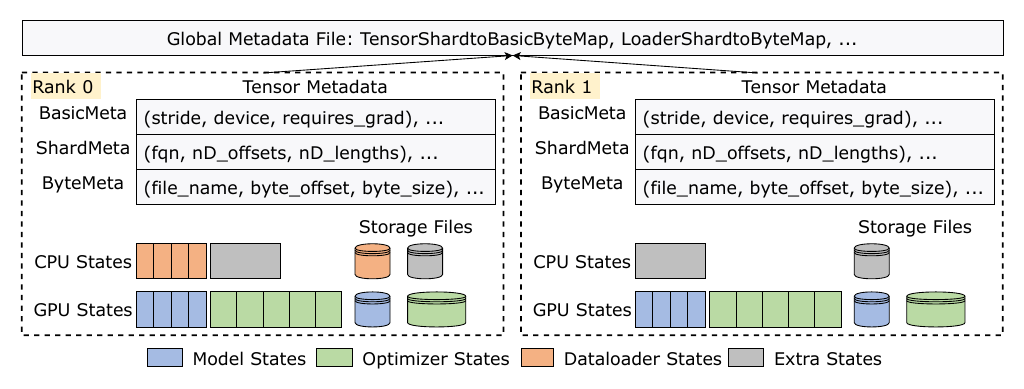 Global Metadata File: TensorShardtoBasicByteMap, LoaderShardtoByteMap, ...
Rank 0
Tensor Metadata
BasicMeta
(stride, device, requires_grad), ...
ShardMeta
(fqn, nD_offsets, nD_lengths), ...
ByteMeta
(file_name, byte_offset, byte_size), ...
Storage Files
CPU States
GPU States
Rank 1
Tensor Metadata
BasicMeta
(stride, device, requires_grad), ...
ShardMeta
(fqn, nD_offsets, nD_lengths), ...
ByteMeta
(file_name, byte_offset, byte_size), ...
Storage Files
CPU States
GPU States
Model States
Optimizer States
Dataloader States
Extra States